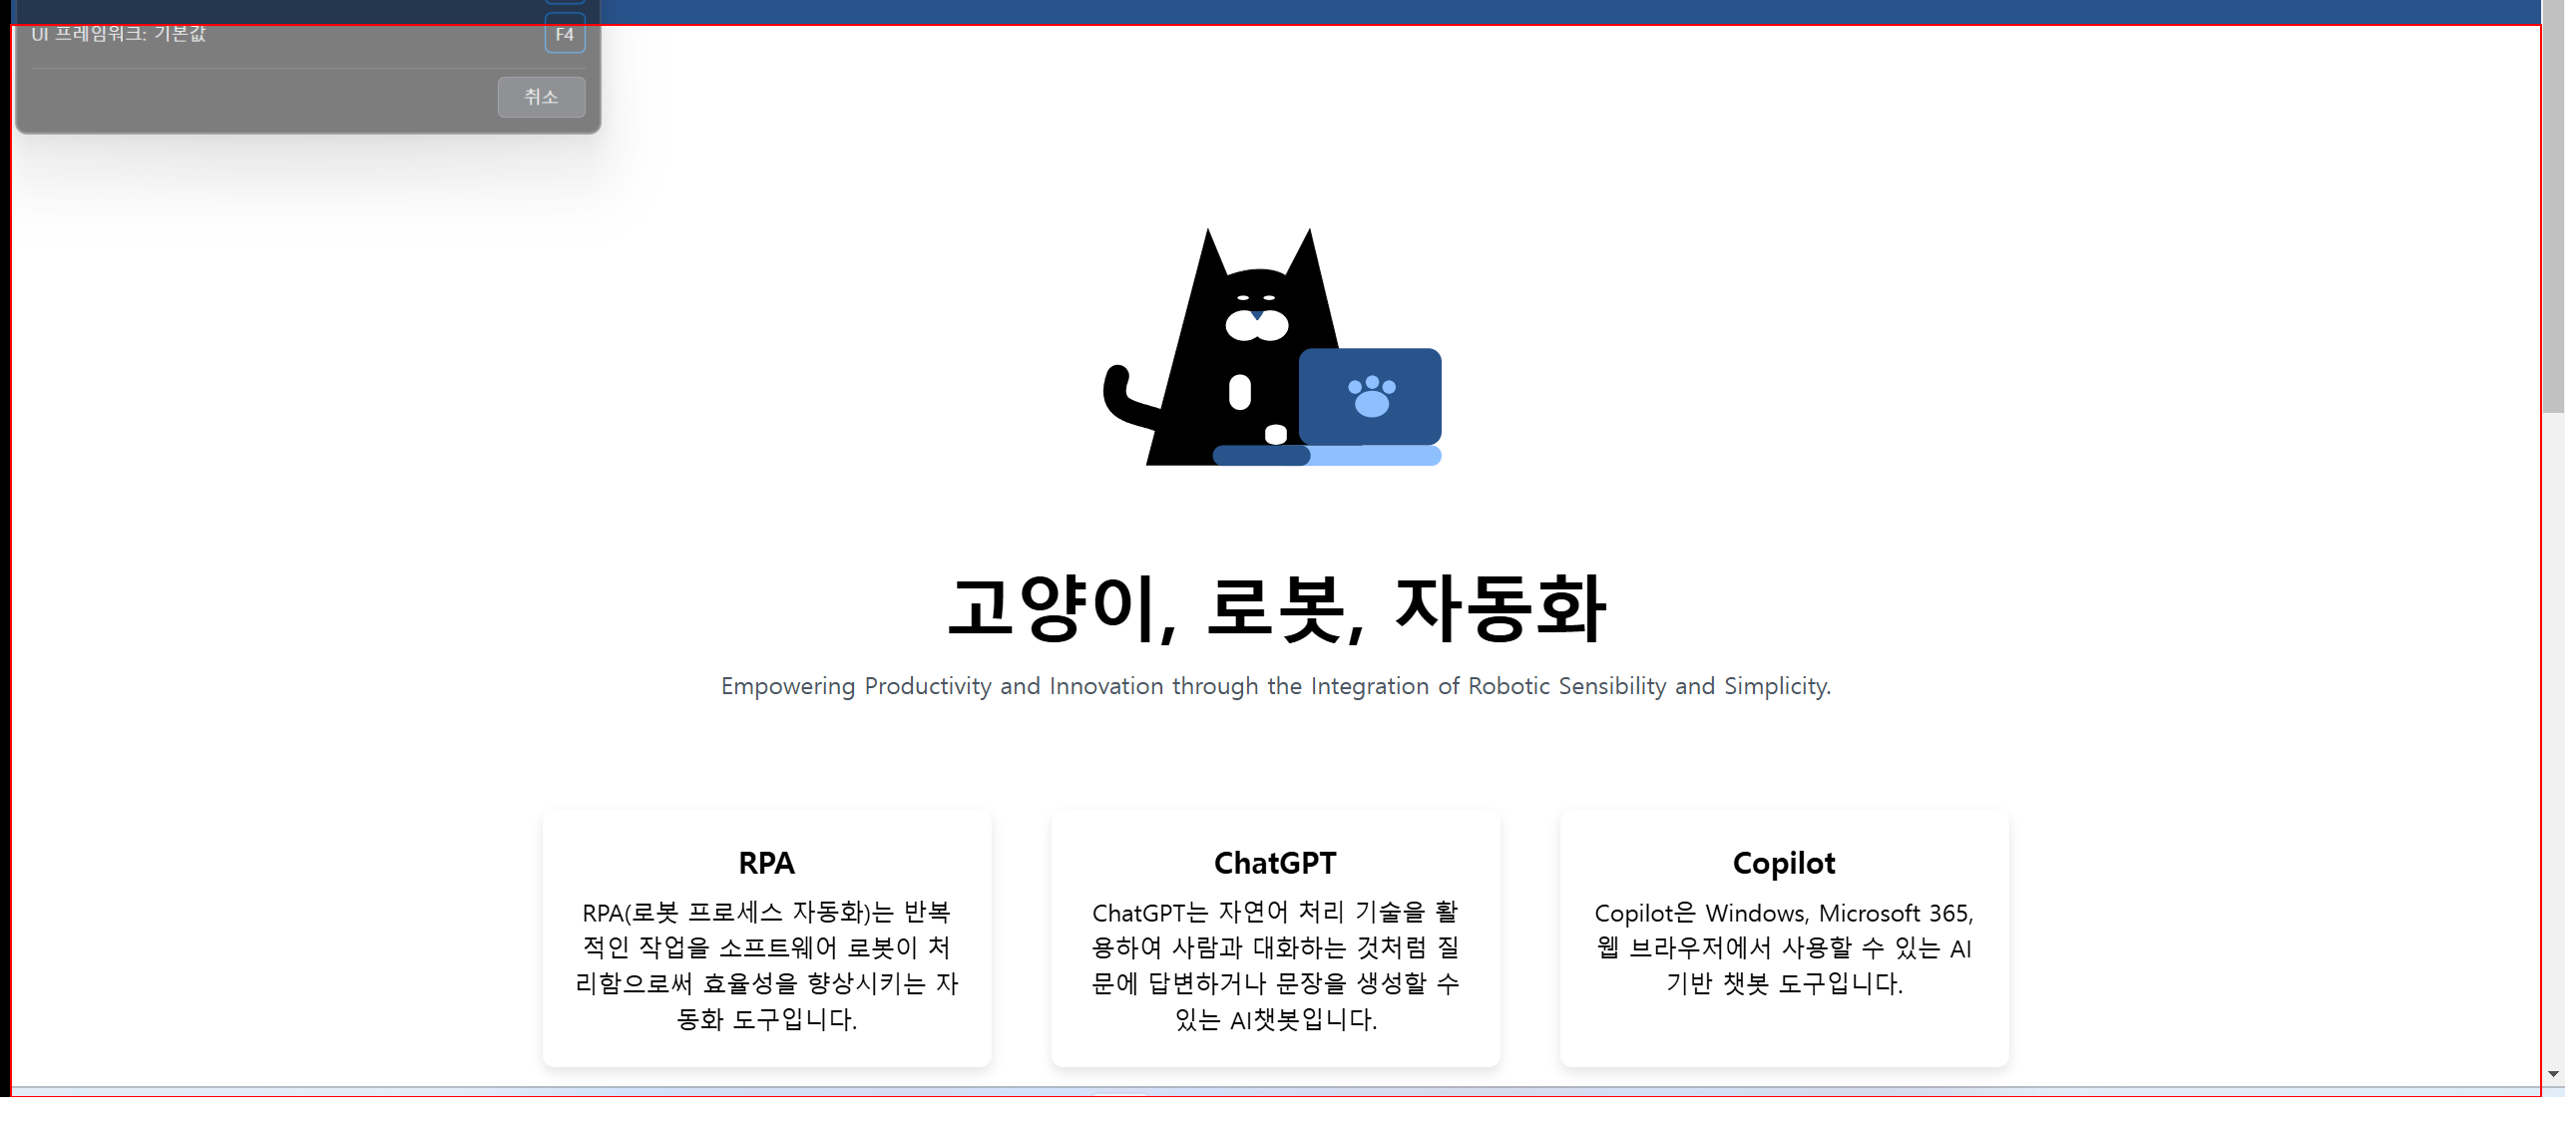 UI 프레임워크: 기본값
F4
취소
고양이, 로봇, 자동화
Empowering Productivity and Innovation through the Integration of Robotic Sensibility and Simplicity.
RPA
RPA(로봇 프로세스 자동화)는 반복
적인 작업을 소프트웨어 로봇이 처
리함으로써 효율성을 향상시키는 자
동화 도구입니다.
ChatGPT
ChatGPT는 자연어 처리 기술을 활
용하여 사람과 대화하는 것처럼 질
문에 답변하거나 문장을 생성할 수
있는 AI챗봇입니다.
Copilot
Copilot은 Windows, Microsoft 365,
웹 브라우저에서 사용할 수 있는 AI
기반 챗봇 도구입니다.